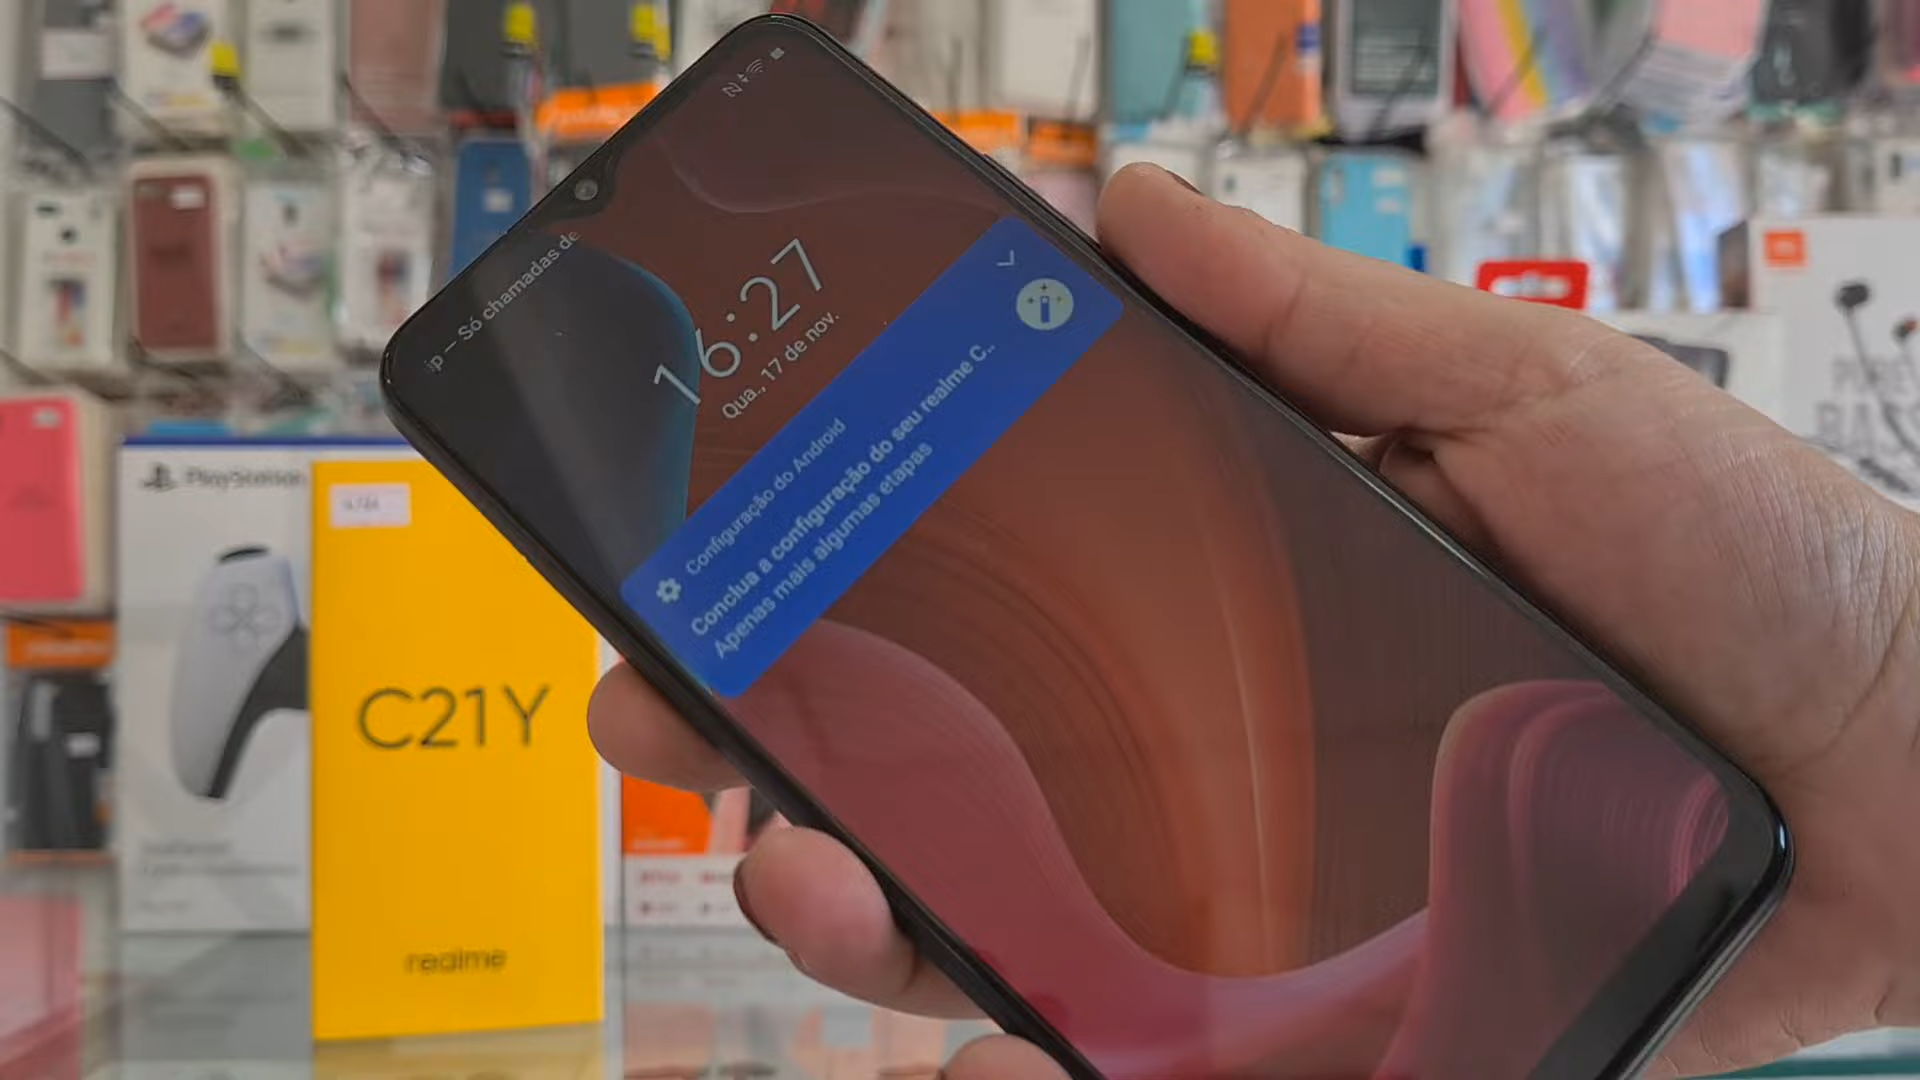 ip – Só chamadas de
16:27
Qua., 17 de nov.
Configuração do Android
Conclua a configuração do seu realme C..
Apenas mais algumas etapas
PlayStation
C21Y
realme